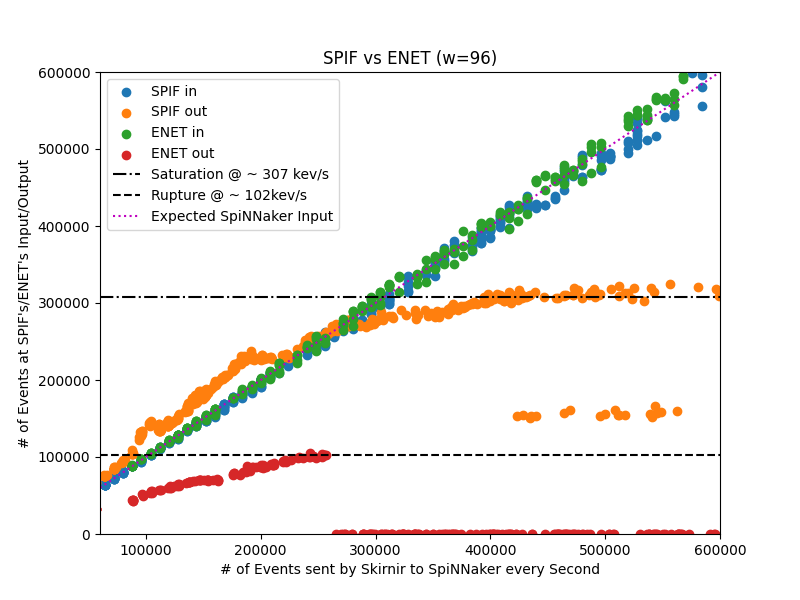 SPIF vs ENET (w=96)
SPIF in
SPIF out
ENET in
ENET out
Saturation @ ~ 307 kev/s
Rupture @ ~ 102kev/s
Expected SpiNNaker Input
# of Events at SPIF's/ENET's Input/Output
600000
500000
400000
300000
200000
100000
0
100000 200000 300000 400000 500000 600000
# of Events sent by Skirnir to SpiNNaker every Second